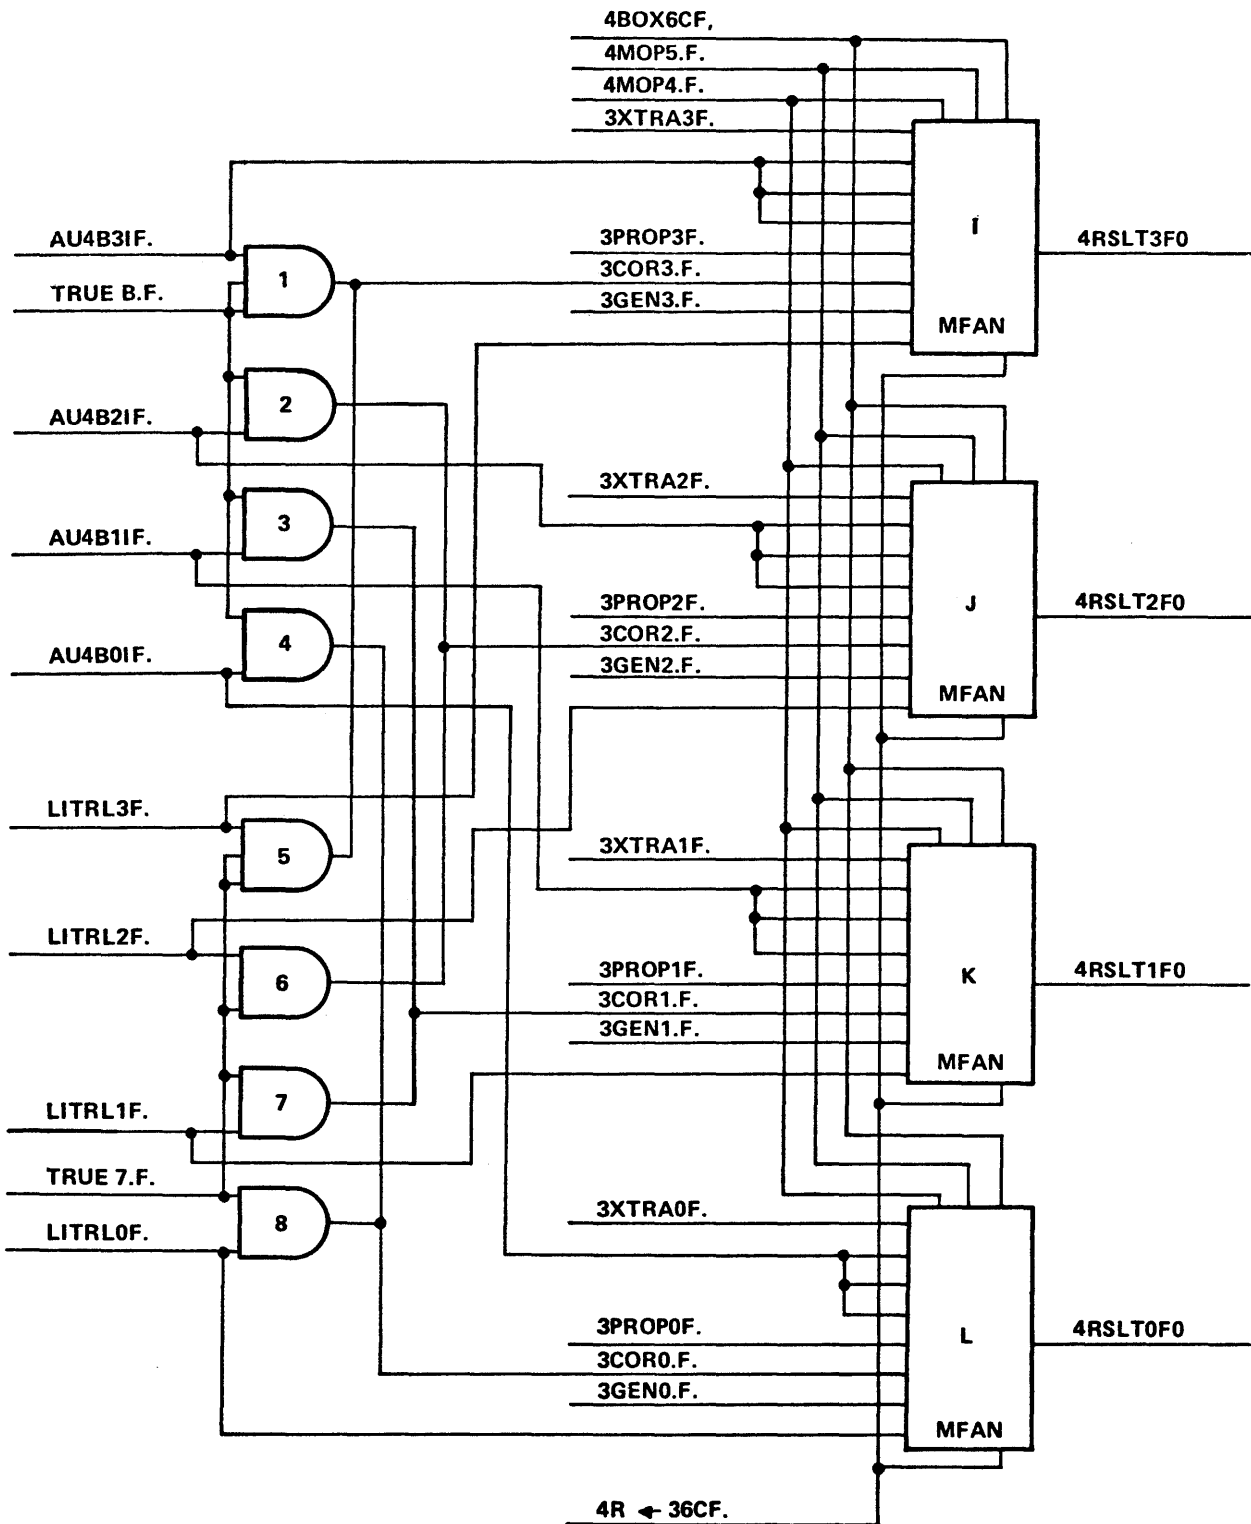 4BOX6CF,
4MOP5.F.
4MOP4.F.
3XTRA3F.
AU4B3IF.
TRUE B.F.
1
3PROP3F.
3COR3.F.
3GEN3.F.
I
MFAN
4RSLT3F0
2
AU4B2IF.
3XTRA2F.
3
AU4B1IF.
4
AU4B0IF.
3PROP2F.
3COR2.F.
3GEN2.F.
J
MFAN
4RSLT2F0
LITRL3F.
5
3XTRA1F.
LITRL2F.
6
3PROP1F.
3COR1.F.
3GEN1.F.
K
MFAN
4RSLT1F0
7
LITRL1F.
TRUE 7.F.
LITRL0F.
8
3XTRA0F.
3PROP0F.
3COR0.F.
3GEN0.F.
L
MFAN
4RSLT0F0
4R ← 36CF.